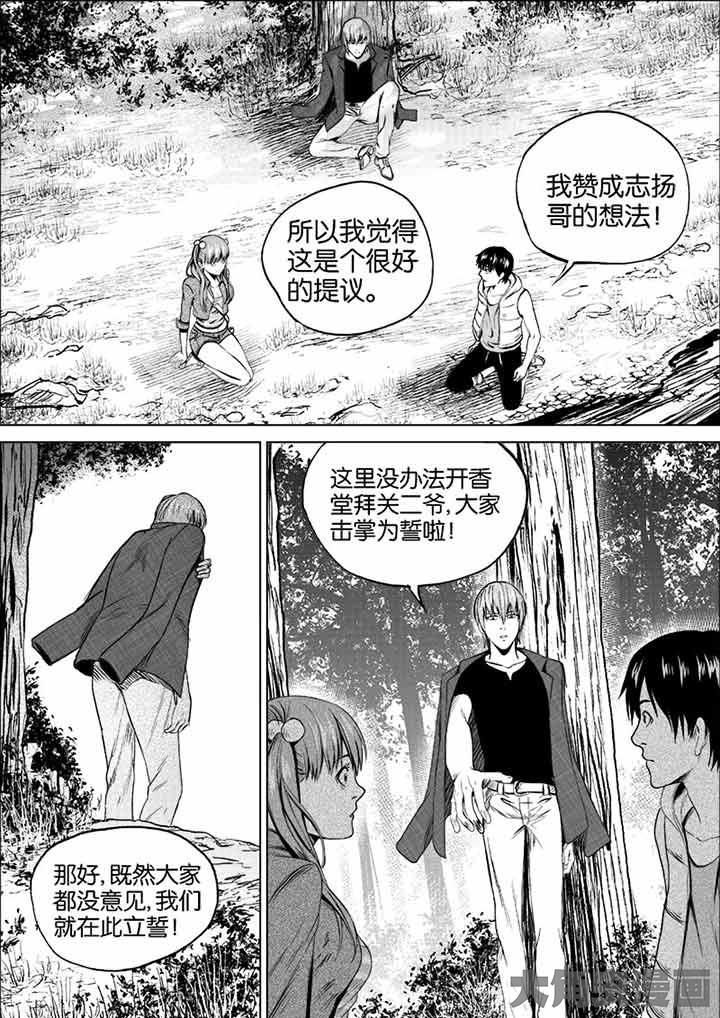 所以我觉得
这是个很好
的提议。
我赞成志扬
哥的想法！
那好，既然大家
都没意见，我们
就在此立誓！
这里没办法开香
堂拜关二爷，大家
击掌为誓啦！